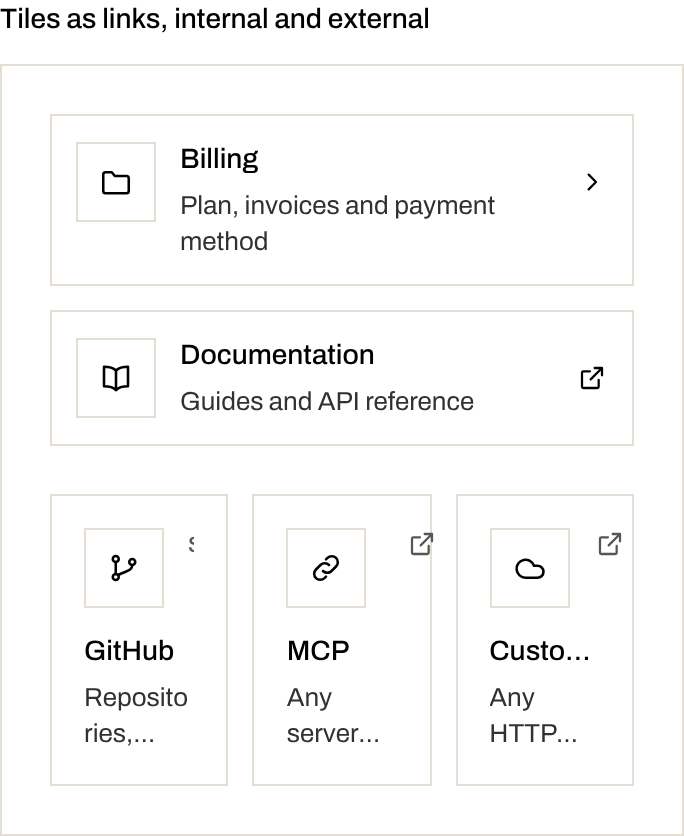 Tiles as links, internal and external
Billing
Plan, invoices and payment
method
Documentation
Guides and API reference
GitHub
MCP
Custo...
Reposito
ries,...
Any
server...
Any
HTTP...